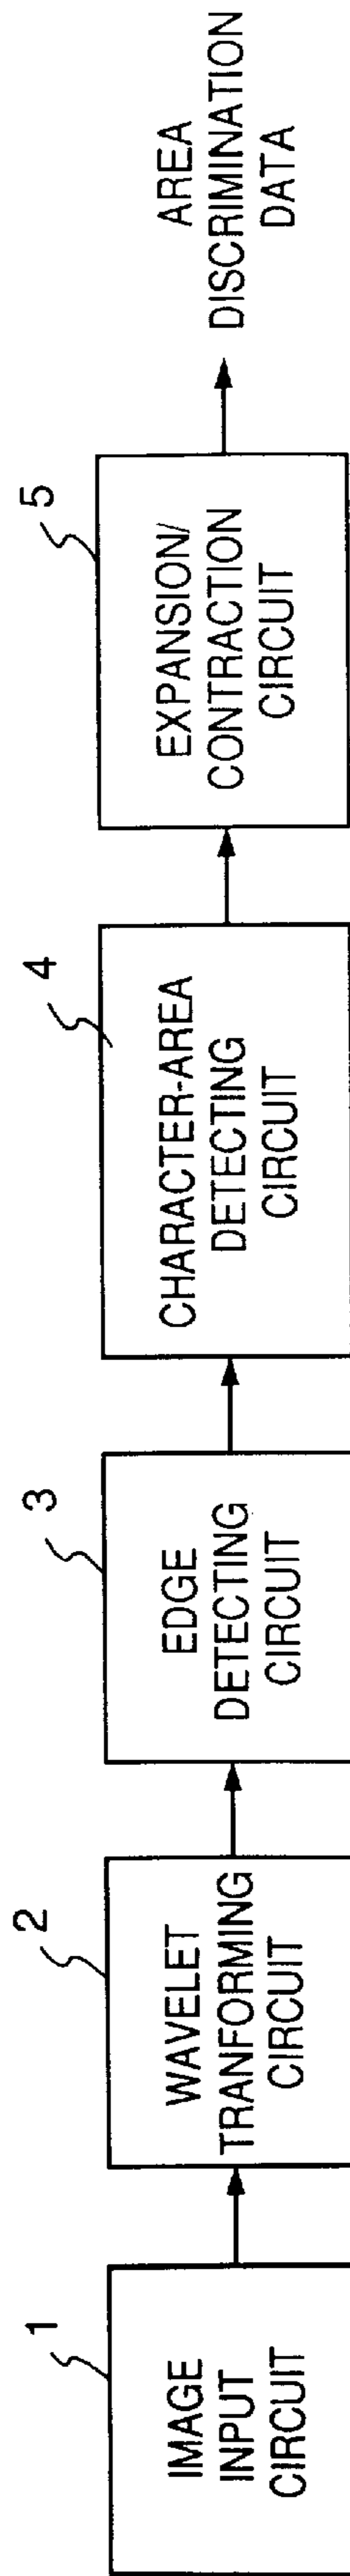 1
IMAGE
INPUT
CIRCUIT
2
WAVELET
TRANFORMING
CIRCUIT
3
EDGE
DETECTING
CIRCUIT
4
CHARACTER-AREA
DETECTING
CIRCUIT
5
EXPANSION/
CONTRACTION
CIRCUIT
AREA
DISCRIMINATION
DATA